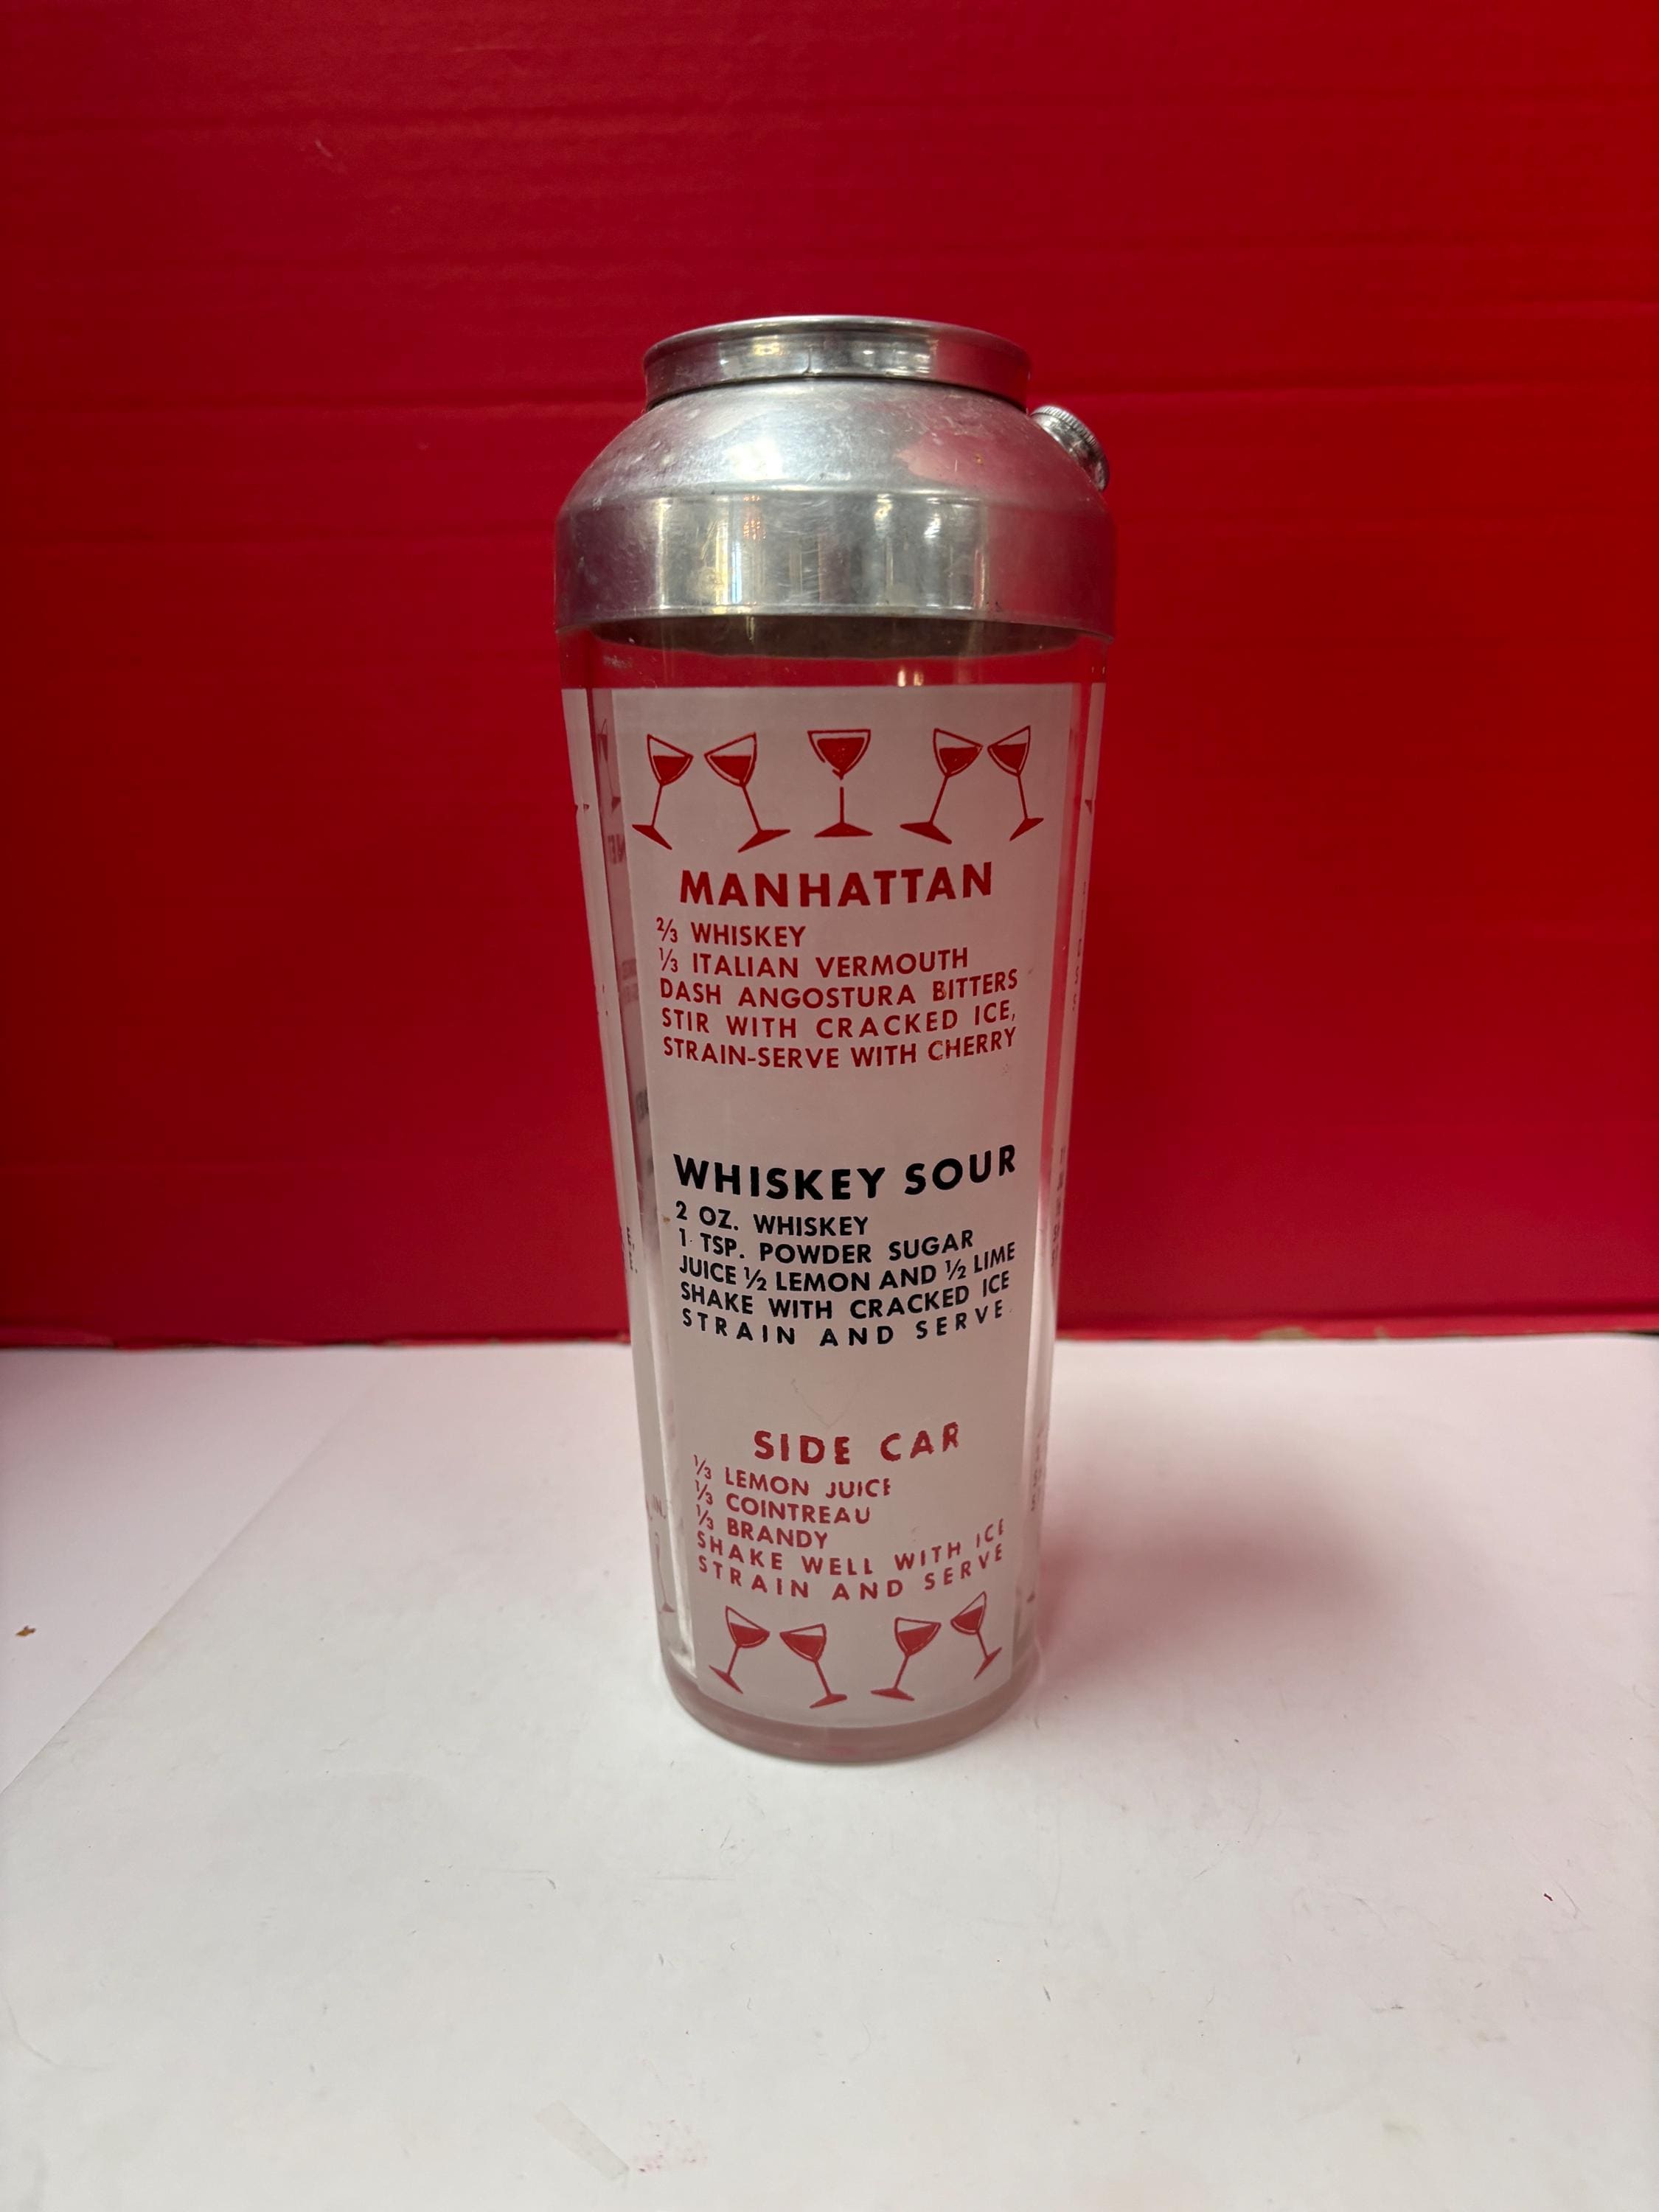 MANHATTAN
⅔ WHISKEY
⅓ ITALIAN VERMOUTH
DASH ANGOSTURA BITTERS
STIR WITH CRACKED ICE,
STRAIN-SERVE WITH CHERRY
WHISKEY SOUR
2 OZ. WHISKEY
1 TSP. POWDER SUGAR
JUICE ½ LEMON AND ½ LIME
SHAKE WITH CRACKED ICE
STRAIN AND SERVE
SIDE CAR
⅓ LEMON JUICE
⅓ COINTREAU
⅓ BRANDY
SHAKE WELL WITH ICE
STRAIN AND SERVE